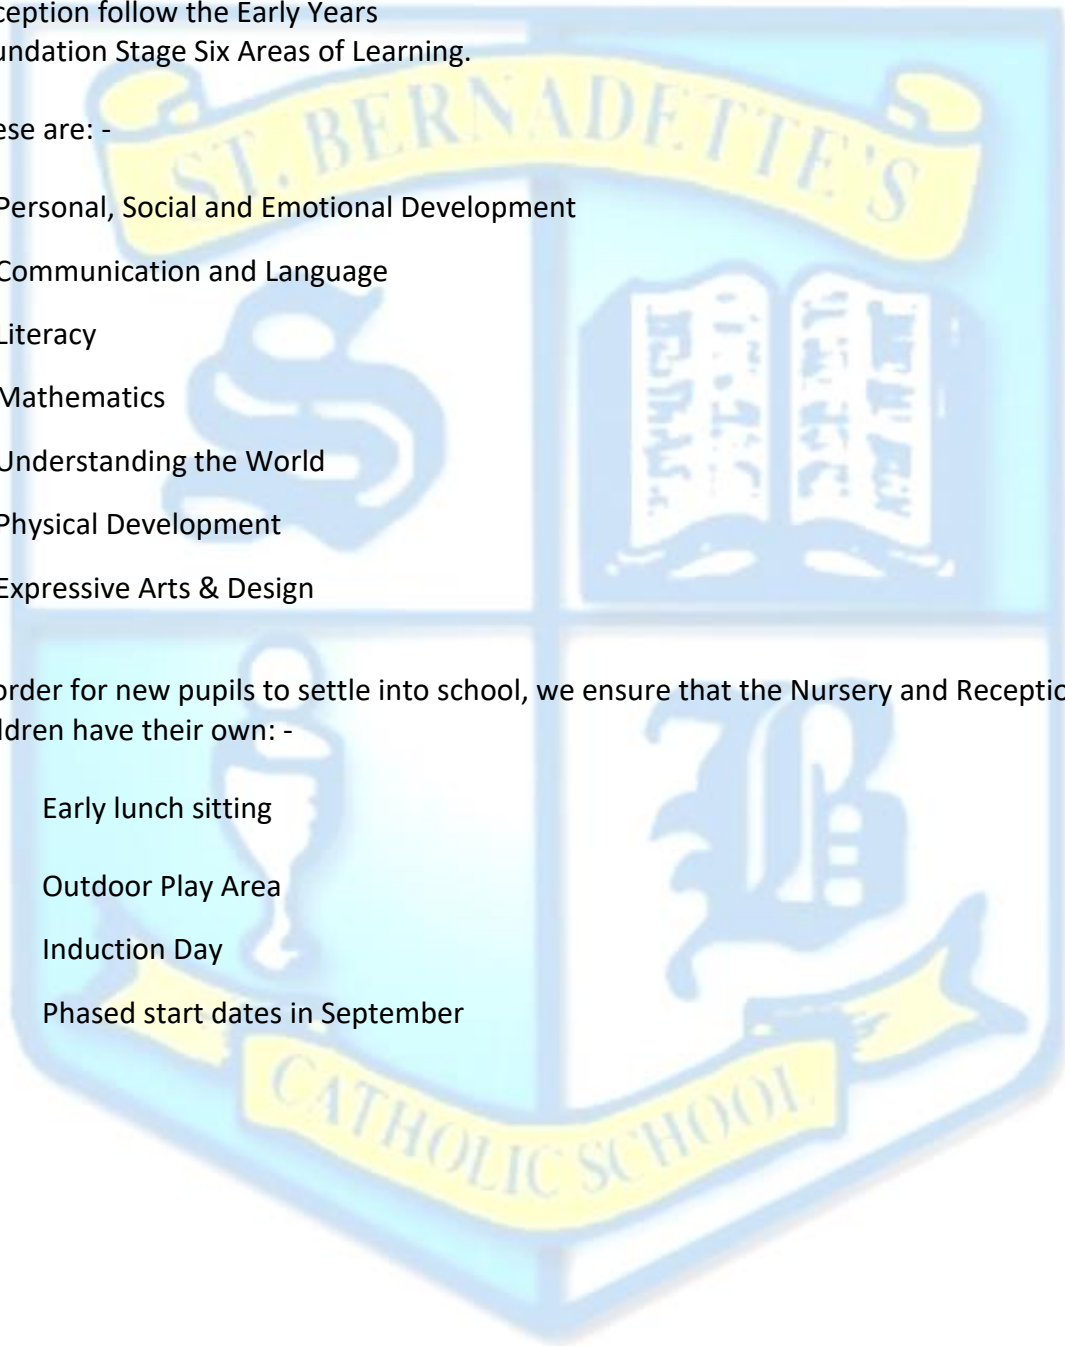 ception follow the Early Years
undation Stage Six Areas of Learning.
ese are: -
Personal, Social and Emotional Development
Communication and Language
Literacy
Mathematics
Understanding the World
Physical Development
Expressive Arts & Design
order for new pupils to settle into school, we ensure that the Nursery and Receptio
ldren have their own: -
Early lunch sitting
Outdoor Play Area
Induction Day
Phased start dates in September
ST. BERNADETTE'S
S
B
CATHOLIC SCHOOL